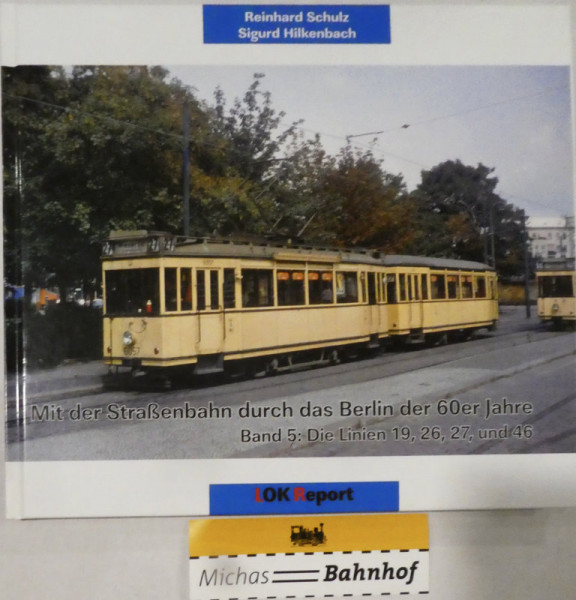 Reinhard Schulz
Sigurd Hilkenbach
Mit der Straßenbahn durch das Berlin der 60er Jahre
Band 5: Die Linien 19, 26, 27, und 46
LOK Report
Michas Bahnhof